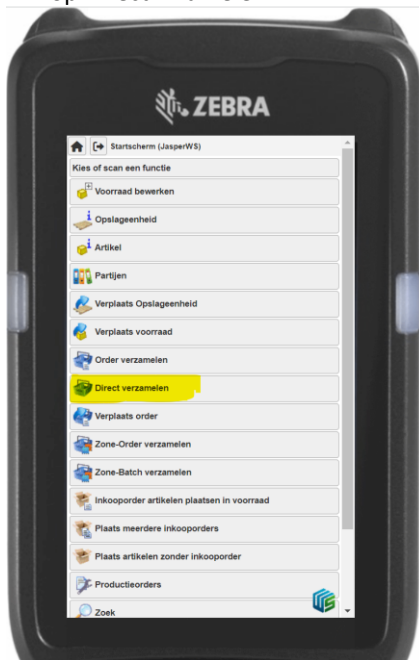 ZEBRA
Startscherm (JasperWS)
Kies of scan een functie
Voorraad bewerken
Opslageenheid
Artikel
Partijen
Verplaats Opslageenheid
Verplaats voorraad
Order verzamelen
Direct verzamelen
Verplaats order
Zone-Order verzamelen
Zone-Batch verzamelen
Inkooporder artikelen plaatsen in voorraad
Plaats meerdere inkooporders
Plaats artikelen zonder inkooporder
Productieorders
Zoek